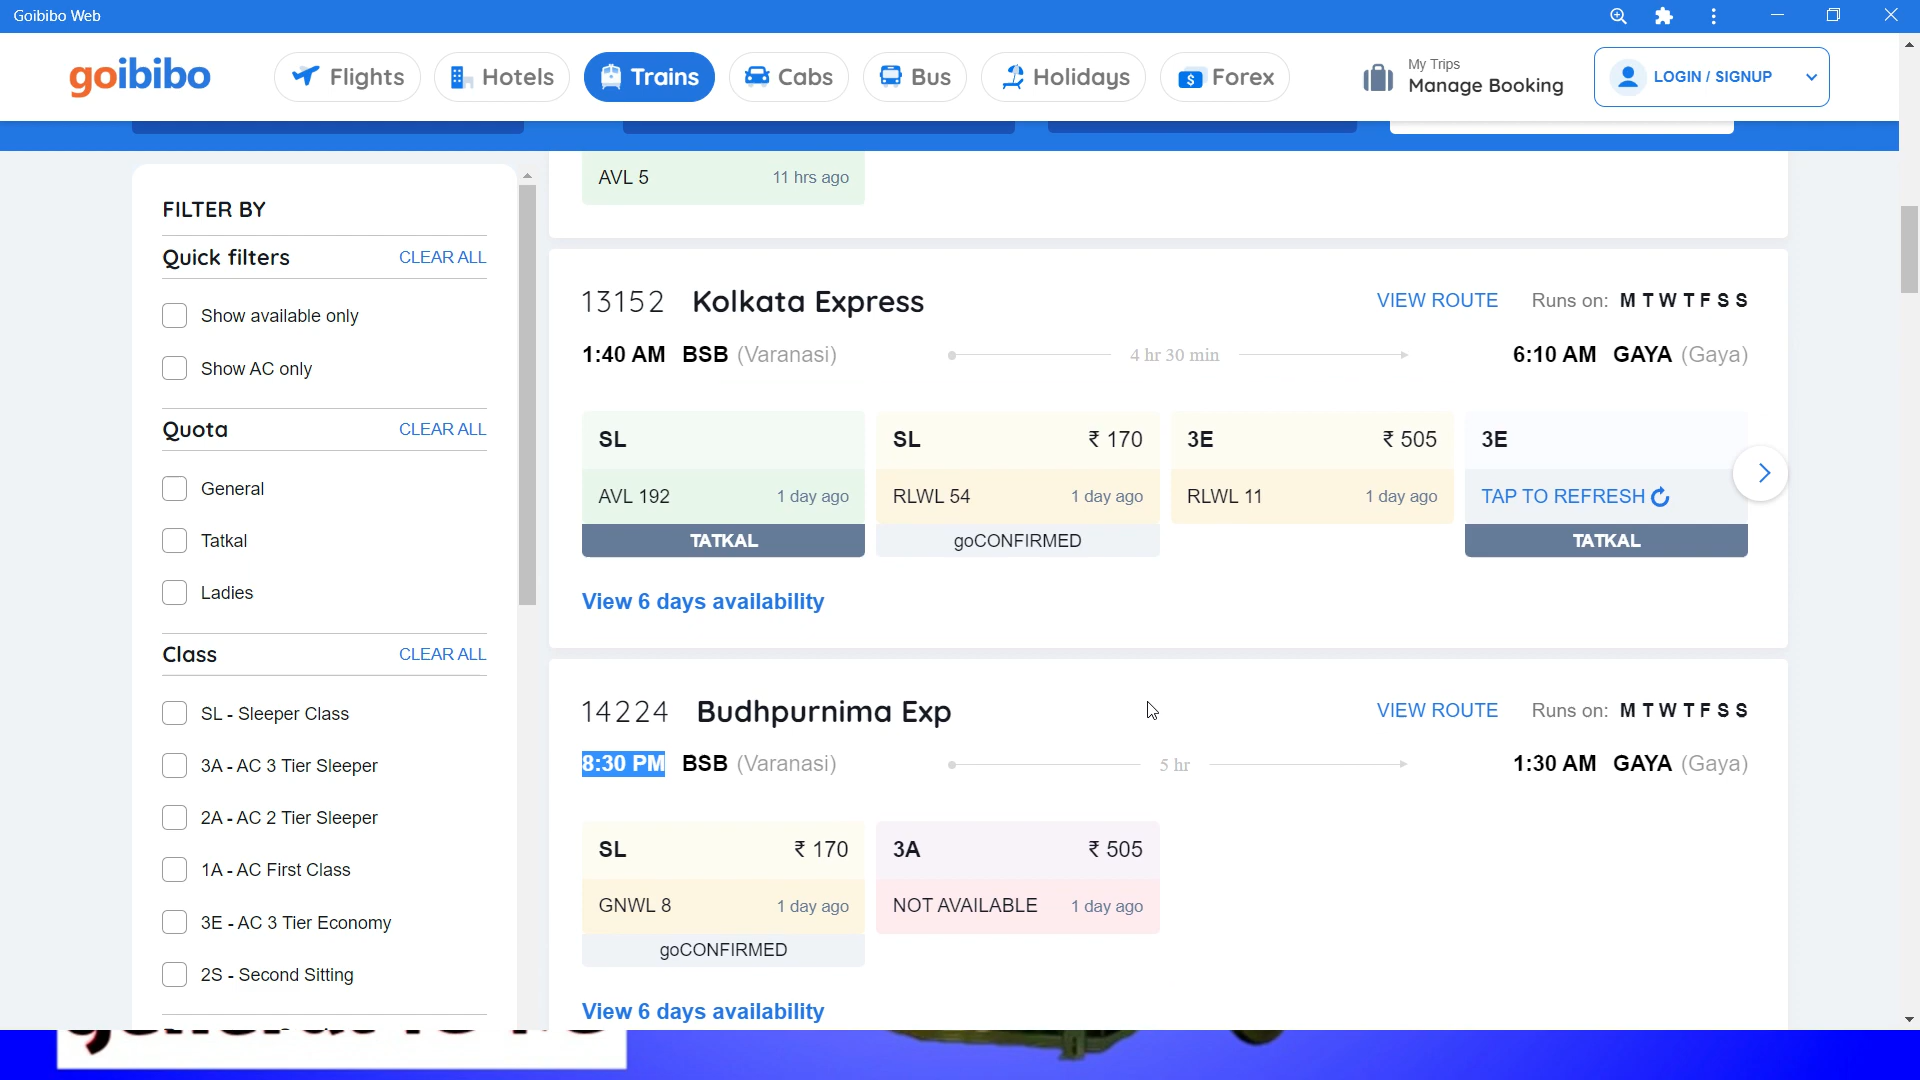 Goibibo Web
goibibo
Flights
Hotels
Trains
Cabs
Bus
Holidays
$ Forex
My Trips
Manage Booking
LOGIN / SIGNUP
FILTER BY
Quick filters CLEAR ALL
Show available only
Show AC only
Quota CLEAR ALL
General
Tatkal
Ladies
Class CLEAR ALL
SL - Sleeper Class
3A - AC 3 Tier Sleeper
2A - AC 2 Tier Sleeper
1A - AC First Class
3E - AC 3 Tier Economy
2S - Second Sitting
AVL 5 11 hrs ago
13152 Kolkata Express VIEW ROUTE Runs on: M T W T F S S
1:40 AM BSB (Varanasi) 4 hr 30 min 6:10 AM GAYA (Gaya)
SL
AVL 192 1 day ago
TATKAL
SL ₹ 170
RLWL 54 1 day ago
goCONFIRMED
3E ₹ 505
RLWL 11 1 day ago
3E
TAP TO REFRESH
TATKAL
View 6 days availability
14224 Budhpurnima Exp VIEW ROUTE Runs on: M T W T F S S
8:30 PM BSB (Varanasi) 5 hr 1:30 AM GAYA (Gaya)
SL ₹ 170
GNWL 8 1 day ago
goCONFIRMED
3A ₹ 505
NOT AVAILABLE 1 day ago
View 6 days availability